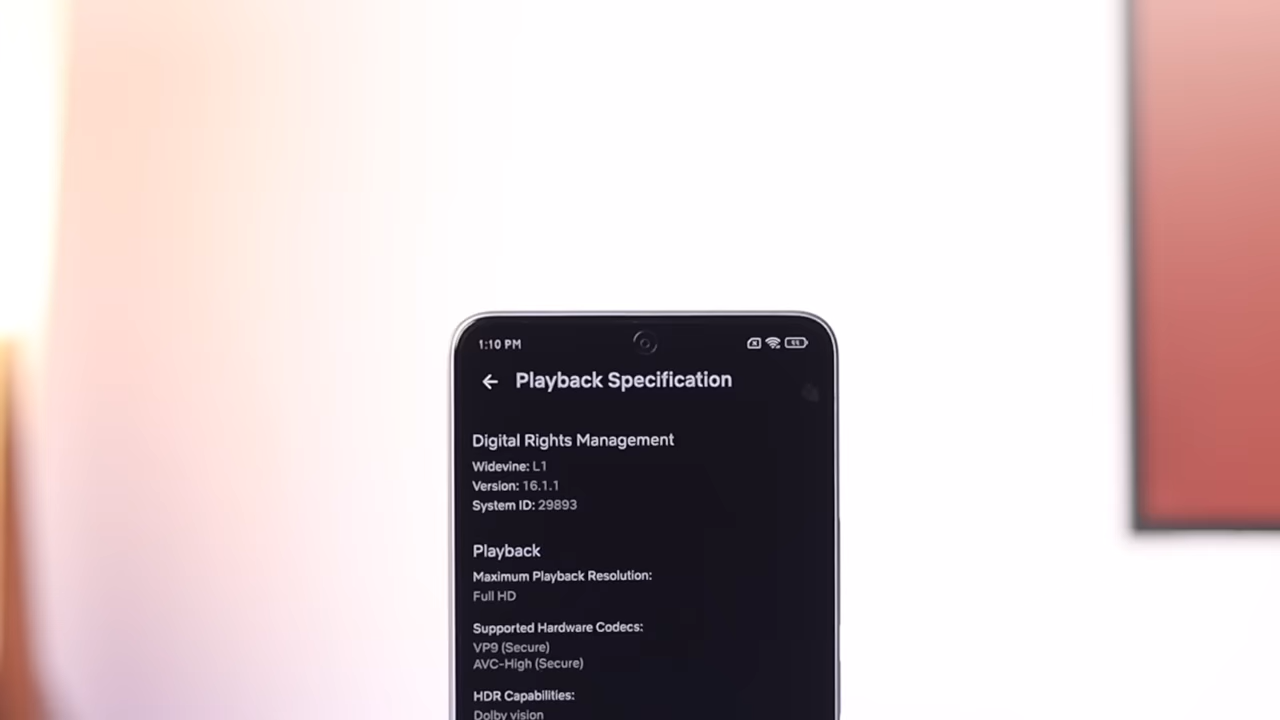 1:10 PM
Playback Specification
Digital Rights Management
Widevine: L1
Version: 16.1.1
System ID: 29893
Playback
Maximum Playback Resolution:
Full HD
Supported Hardware Codecs:
VP9 (Secure)
AVC-High (Secure)
HDR Capabilities:
Dolby vision